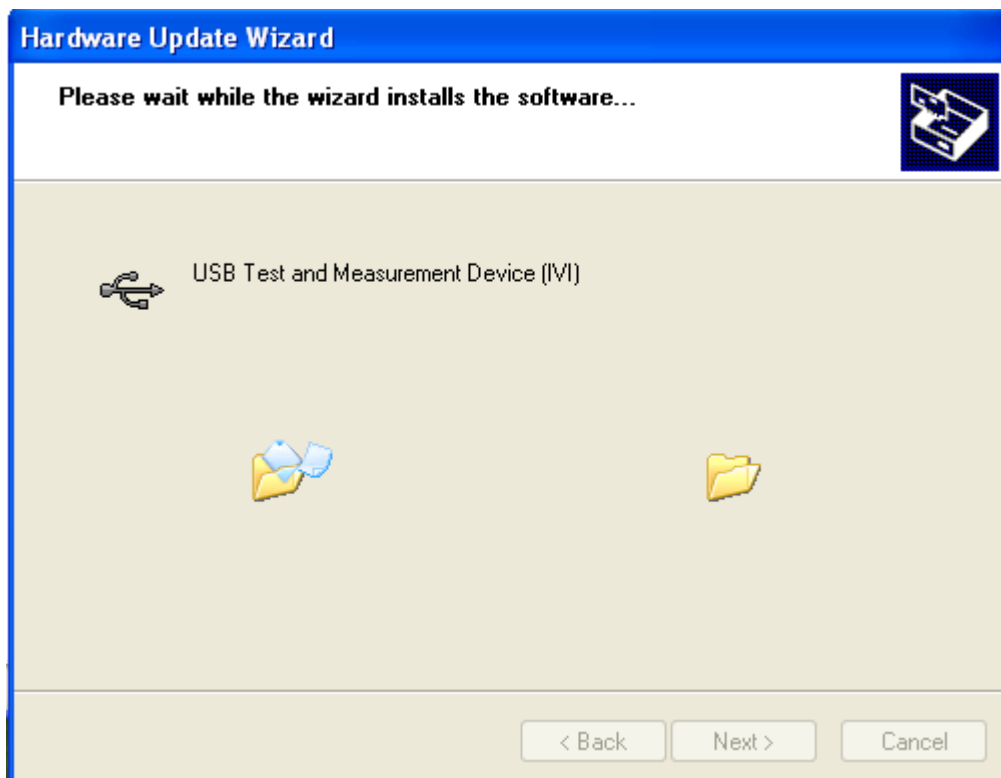 Hardware Update Wizard
Please wait while the wizard installs the software...
USB Test and Measurement Device (IVI)
< Back
Next >
Cancel